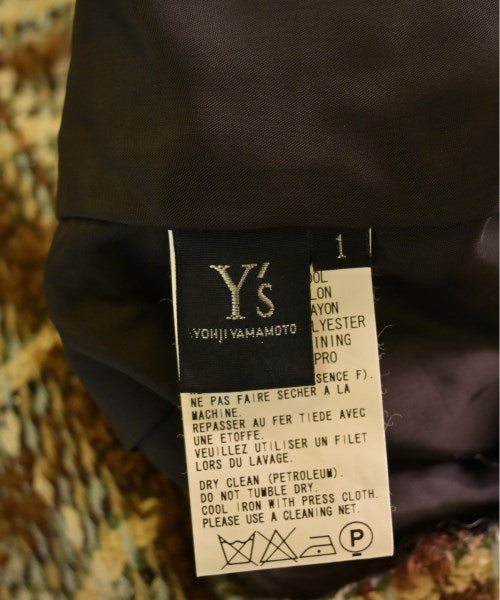 Y's
YOHJI YAMAMOTO
1
OOL
LON
AYON
LYESTER
INING
PRO
SENCE F).
NE PAS FAIRE SECHER A LA
MACHINE.
REPASSER AU FER TIEDE AVEC
UNE ETOFFE.
VEUILLEZ UTILISER UN FILET
LORS DU LAVAGE.
DRY CLEAN (PETROLEUM).
DO NOT TUMBLE DRY.
COOL IRON WITH PRESS CLOTH.
PLEASE USE A CLEANING NET.
P